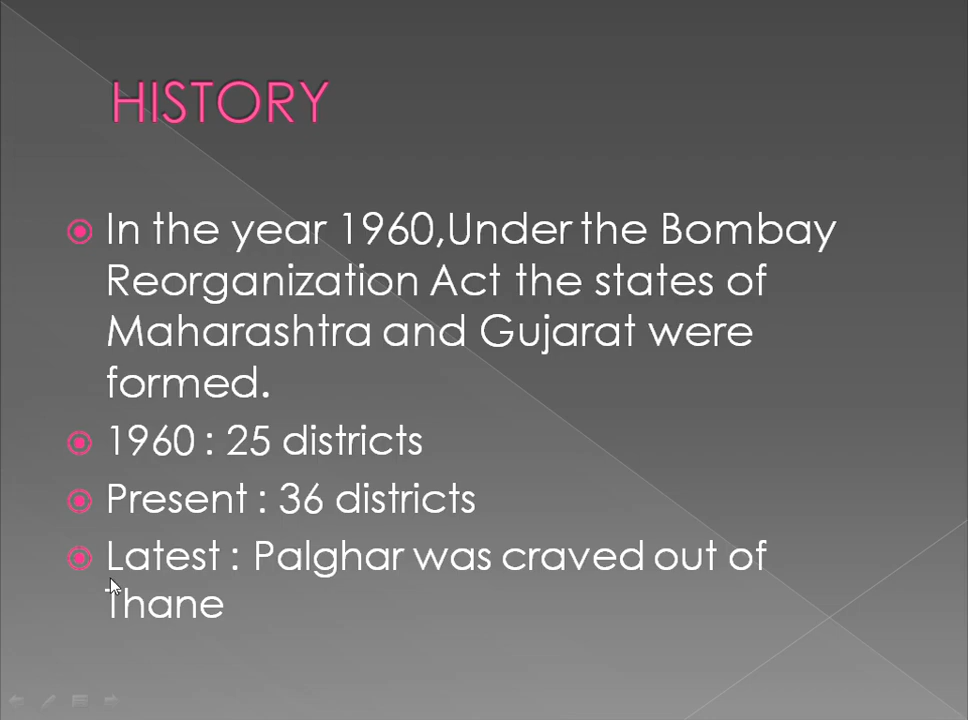 HISTORY
In the year 1960,Under the Bombay
Reorganization Act the states of
Maharashtra and Gujarat were
formed.
1960 : 25 districts
Present : 36 districts
Latest : Palghar was craved out of
Thane